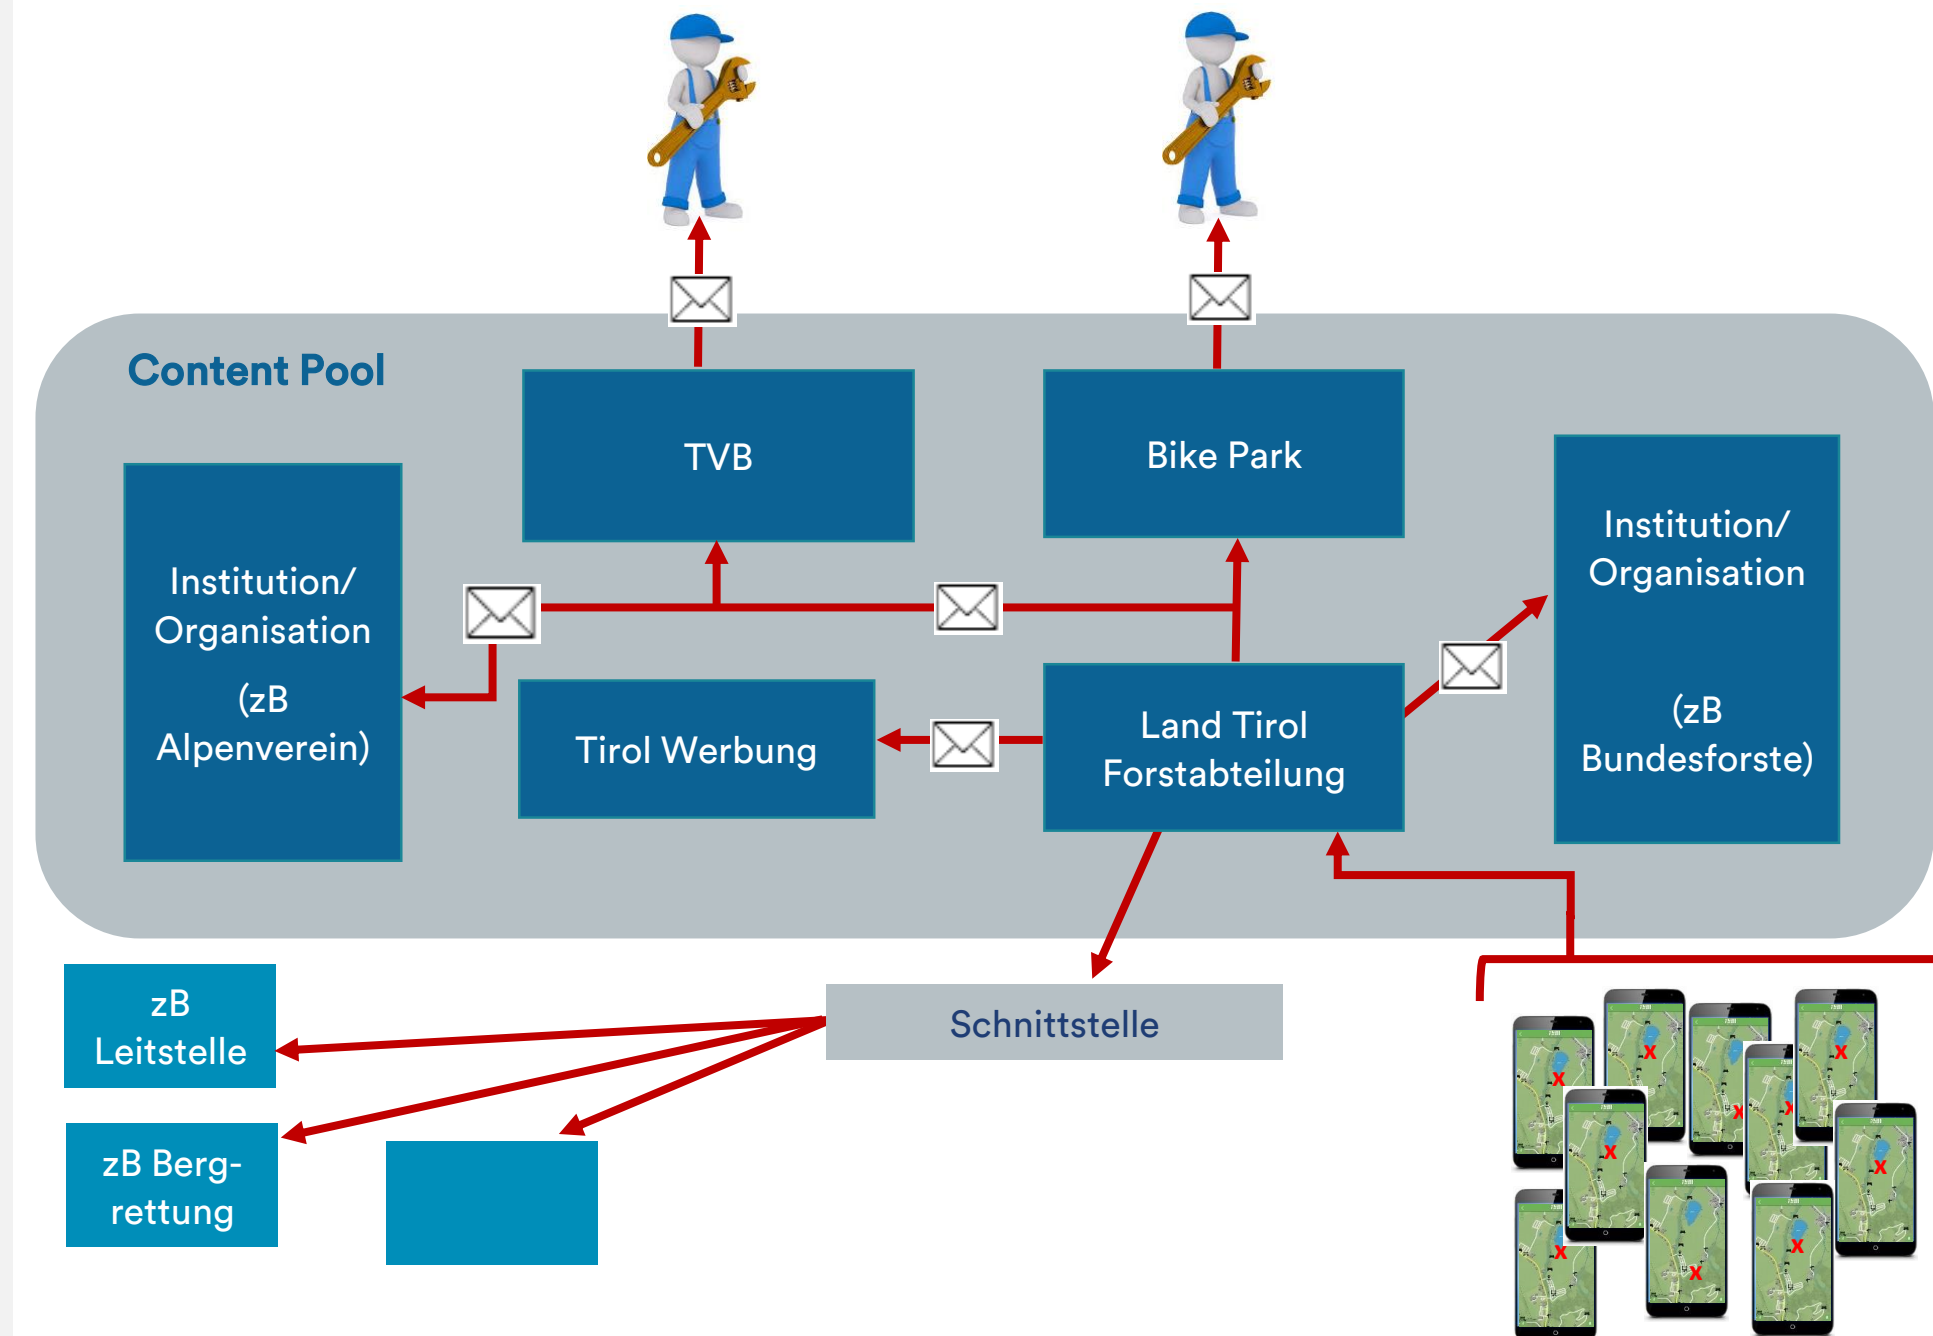 Content Pool
TVB
Bike Park
Institution/
Organisation
(zB
Alpenverein)
Institution/
Organisation
(zB
Bundesforste)
Tirol Werbung
Land Tirol
Forstabteilung
zB
Leitstelle
Schnittstelle
zB Berg-
rettung
X
X
X
X
X
X
X
X
X
X